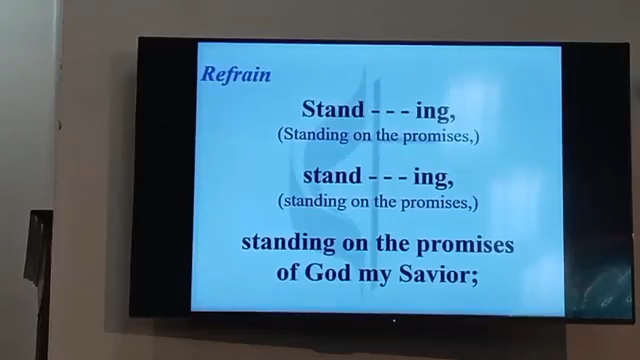 Refrain
Stand - - - ing,
(Standing on the promises,)
stand - - - ing,
(standing on the promises,)
standing on the promises
of God my Savior;